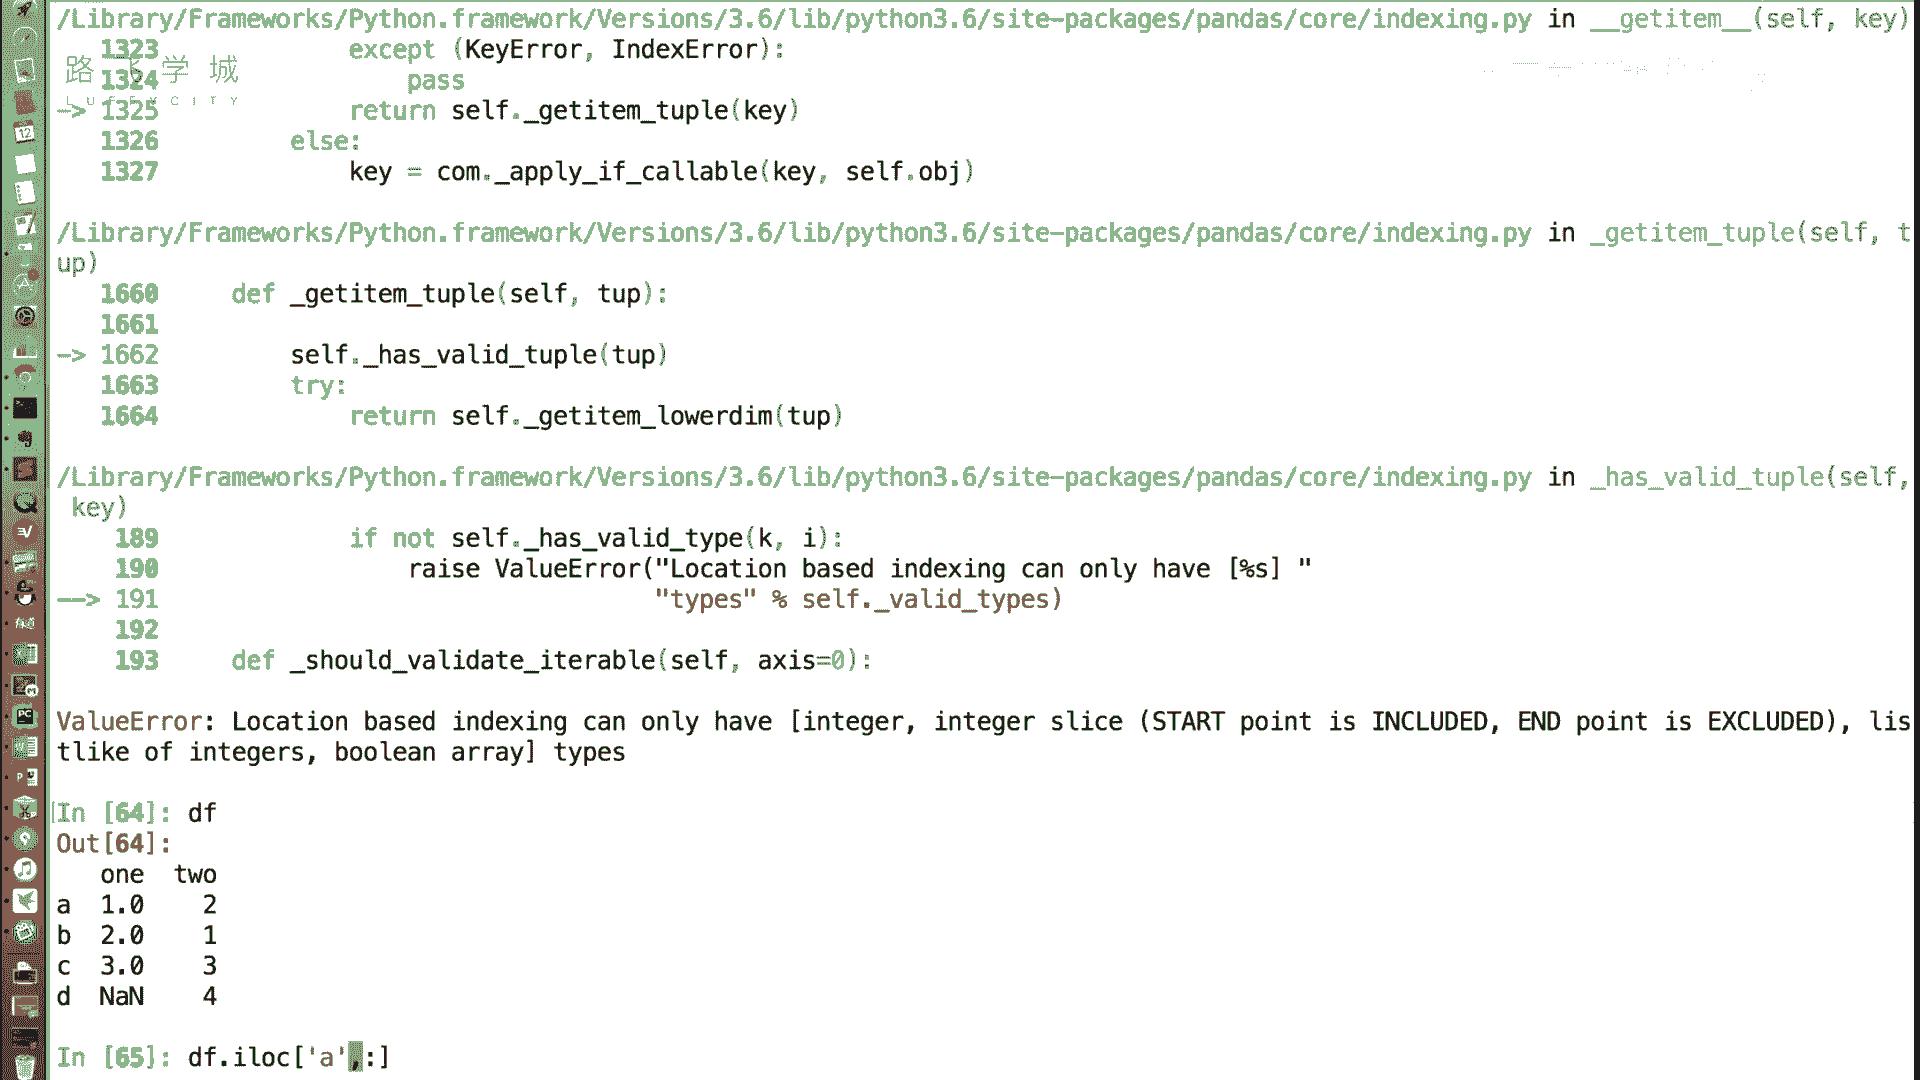 /Library/Frameworks/Python.framework/Versions/3.6/lib/python3.6/site-packages/pandas/core/indexing.py in __getitem__(self, key)
1323             except (KeyError, IndexError):
路 飞 学 城
1324                 pass
LUFFYCITY
-> 1325             return self._getitem_tuple(key)
1326         else:
1327             key = com._apply_if_callable(key, self.obj)
/Library/Frameworks/Python.framework/Versions/3.6/lib/python3.6/site-packages/pandas/core/indexing.py in _getitem_tuple(self, t
up)
1660     def _getitem_tuple(self, tup):
1661
-> 1662         self._has_valid_tuple(tup)
1663         try:
1664             return self._getitem_lowerdim(tup)
/Library/Frameworks/Python.framework/Versions/3.6/lib/python3.6/site-packages/pandas/core/indexing.py in _has_valid_tuple(self,
key)
189             if not self._has_valid_type(k, i):
190                 raise ValueError("Location based indexing can only have [%s] "
--> 191                                  "types" % self._valid_types)
192
193     def _should_validate_iterable(self, axis=0):
ValueError: Location based indexing can only have [integer, integer slice (START point is INCLUDED, END point is EXCLUDED), lis
tlike of integers, boolean array] types
In [64]: df
Out[64]:
one  two
a  1.0    2
b  2.0    1
c  3.0    3
d  NaN    4
In [65]: df.iloc['a',:]